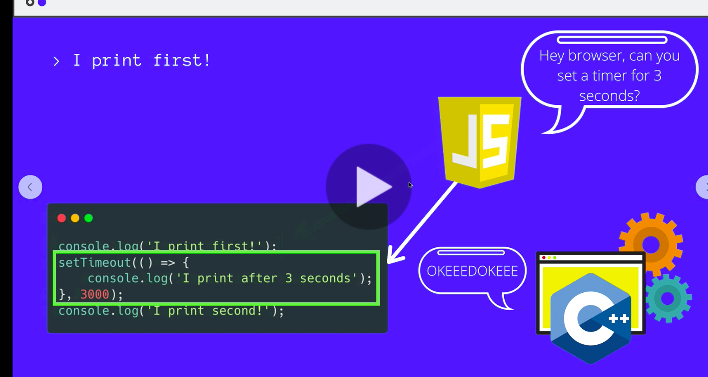 > I print first!
Hey browser, can you
set a timer for 3
seconds?
JS
console.log('I print first!');
setTimeout(() => {
console.log('I print after 3 seconds');
}, 3000);
console.log('I print second!');
OKEEEDOKEEE
C++